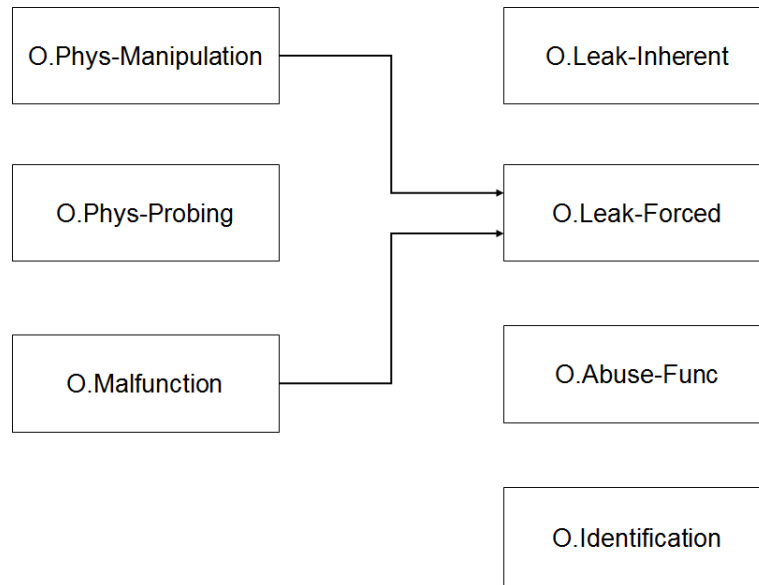 O.Phys-Manipulation
O.Leak-Inherent
O.Phys-Probing
O.Leak-Forced
O.Malfunction
O.Abuse-Func
O.Identification